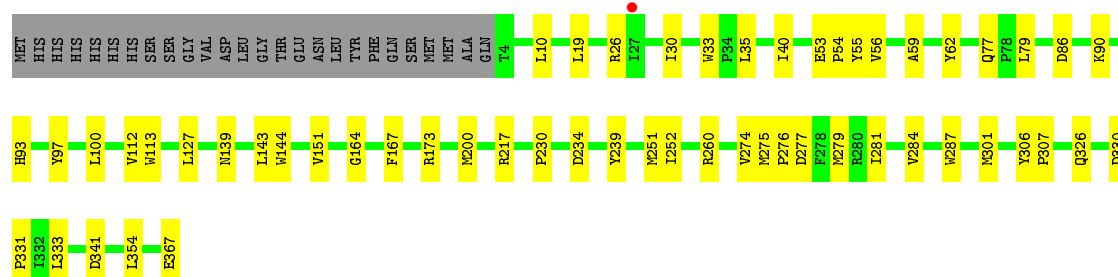 MET HIS HIS HIS HIS HIS HIS SER SER GLY VAL ASP LEU GLY THR GLU ASN LEU TYR PHE GLN SER MET MET ALA GLN T4 L10 L19 R26 I27 I30 W33 P34 L35 I40 E53 P54 Y55 V56 A59 Y62 Q77 P78 L79 D86 K90
H93 Y97 L100 V112 W113 L127 N139 L143 W144 V151 G164 F167 R173 M200 R217 P230 D234 Y239 M251 I252 R260 V274 M275 P276 D277 F278 M279 R280 I281 V284 W287 M301 Y306 P307 Q326
P331 I332 L333 D341 L354 E367